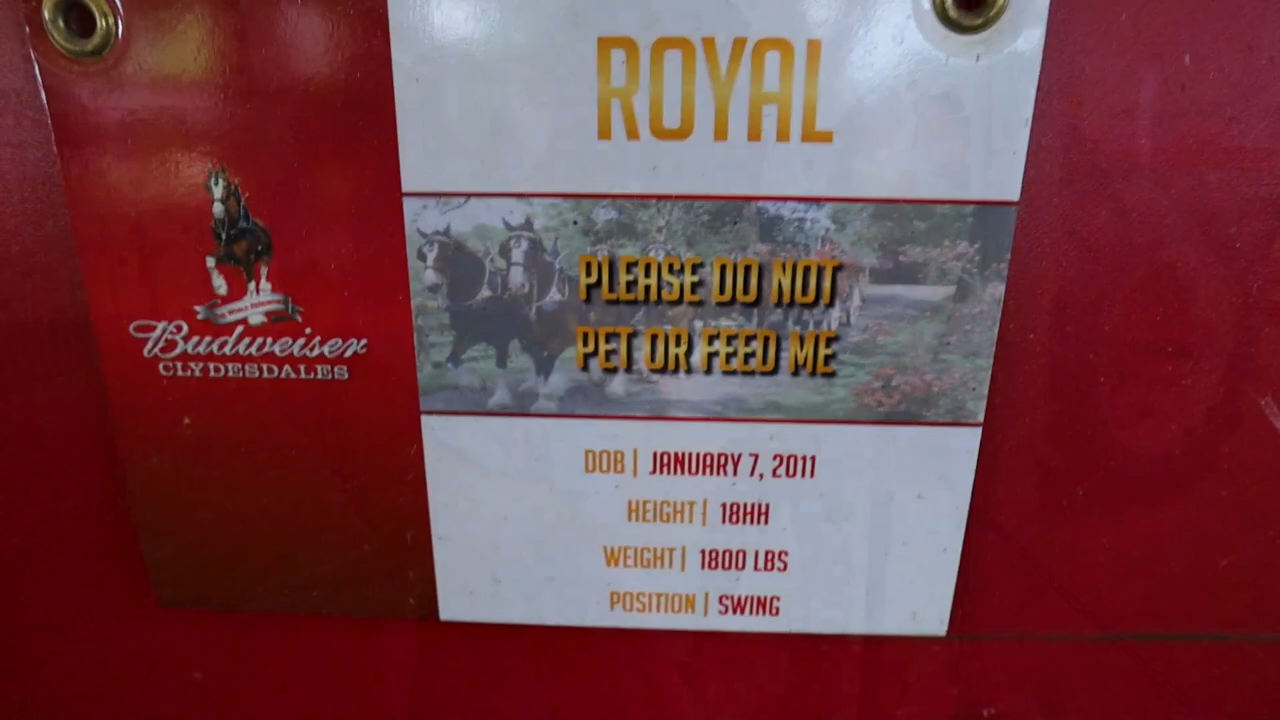 ROYAL
PLEASE DO NOT
PET OR FEED ME
Budweiser
CLYDESDALES
DOB | JANUARY 7, 2011
HEIGHT | 18HH
WEIGHT | 1800 LBS
POSITION | SWING